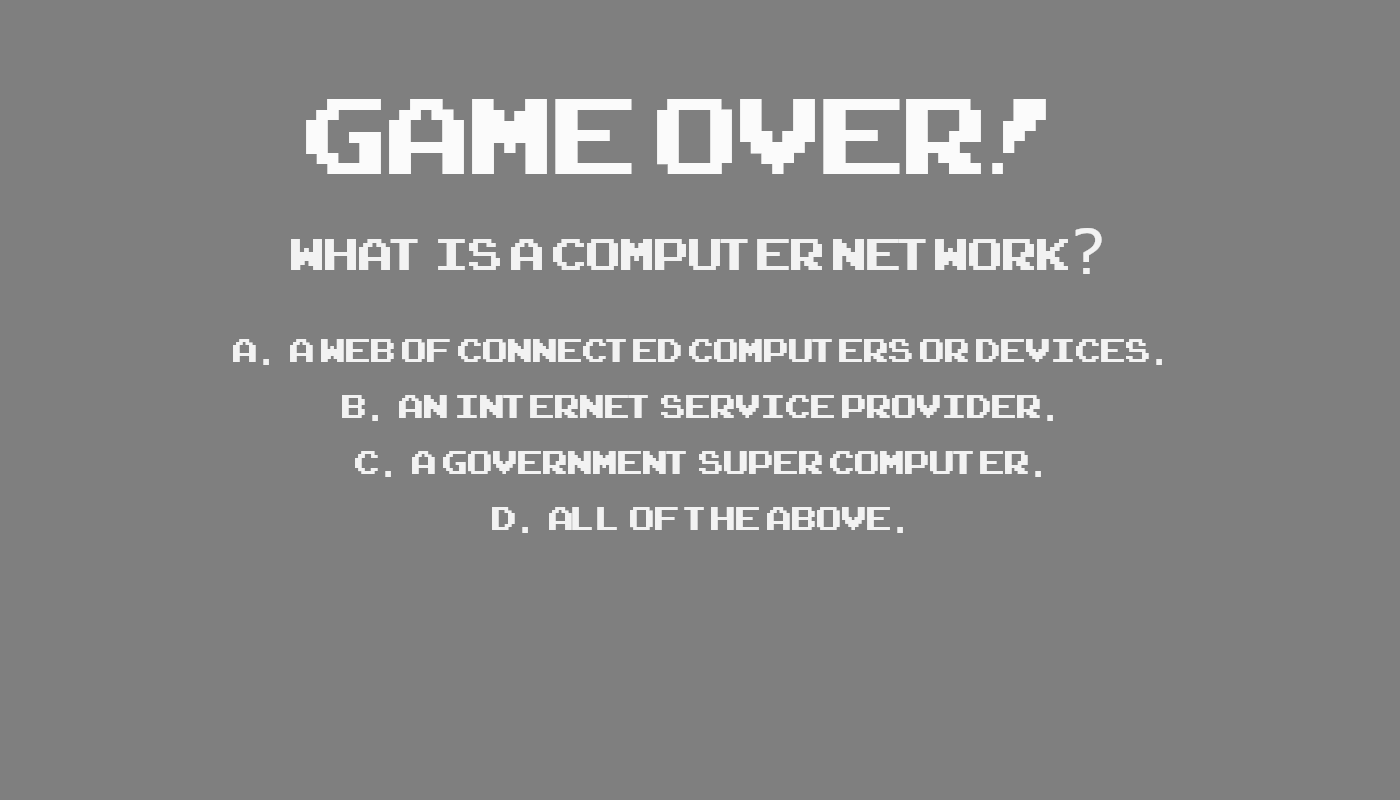 GAME OVER!
WHAT IS A COMPUTER NETWORK?
A. A WEB OF CONNECTED COMPUTERS OR DEVICES.
B. AN INTERNET SERVICE PROVIDER.
C. A GOVERNMENT SUPER COMPUTER.
D. ALL OF THE ABOVE.